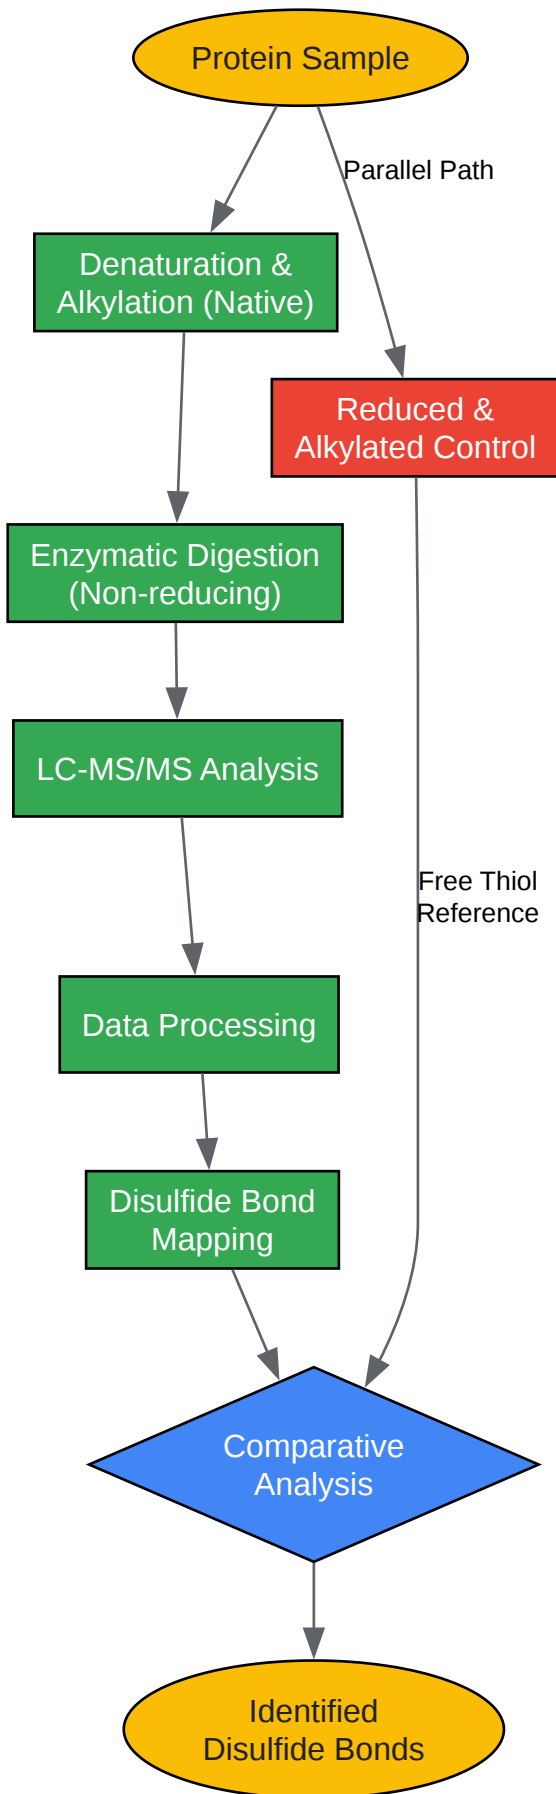 Protein Sample
Parallel Path
Denaturation &
Alkylation (Native)
Reduced &
Alkylated Control
Enzymatic Digestion
(Non-reducing)
LC-MS/MS Analysis
Free Thiol
Reference
Data Processing
Disulfide Bond
Mapping
Comparative
Analysis
Identified
Disulfide Bonds